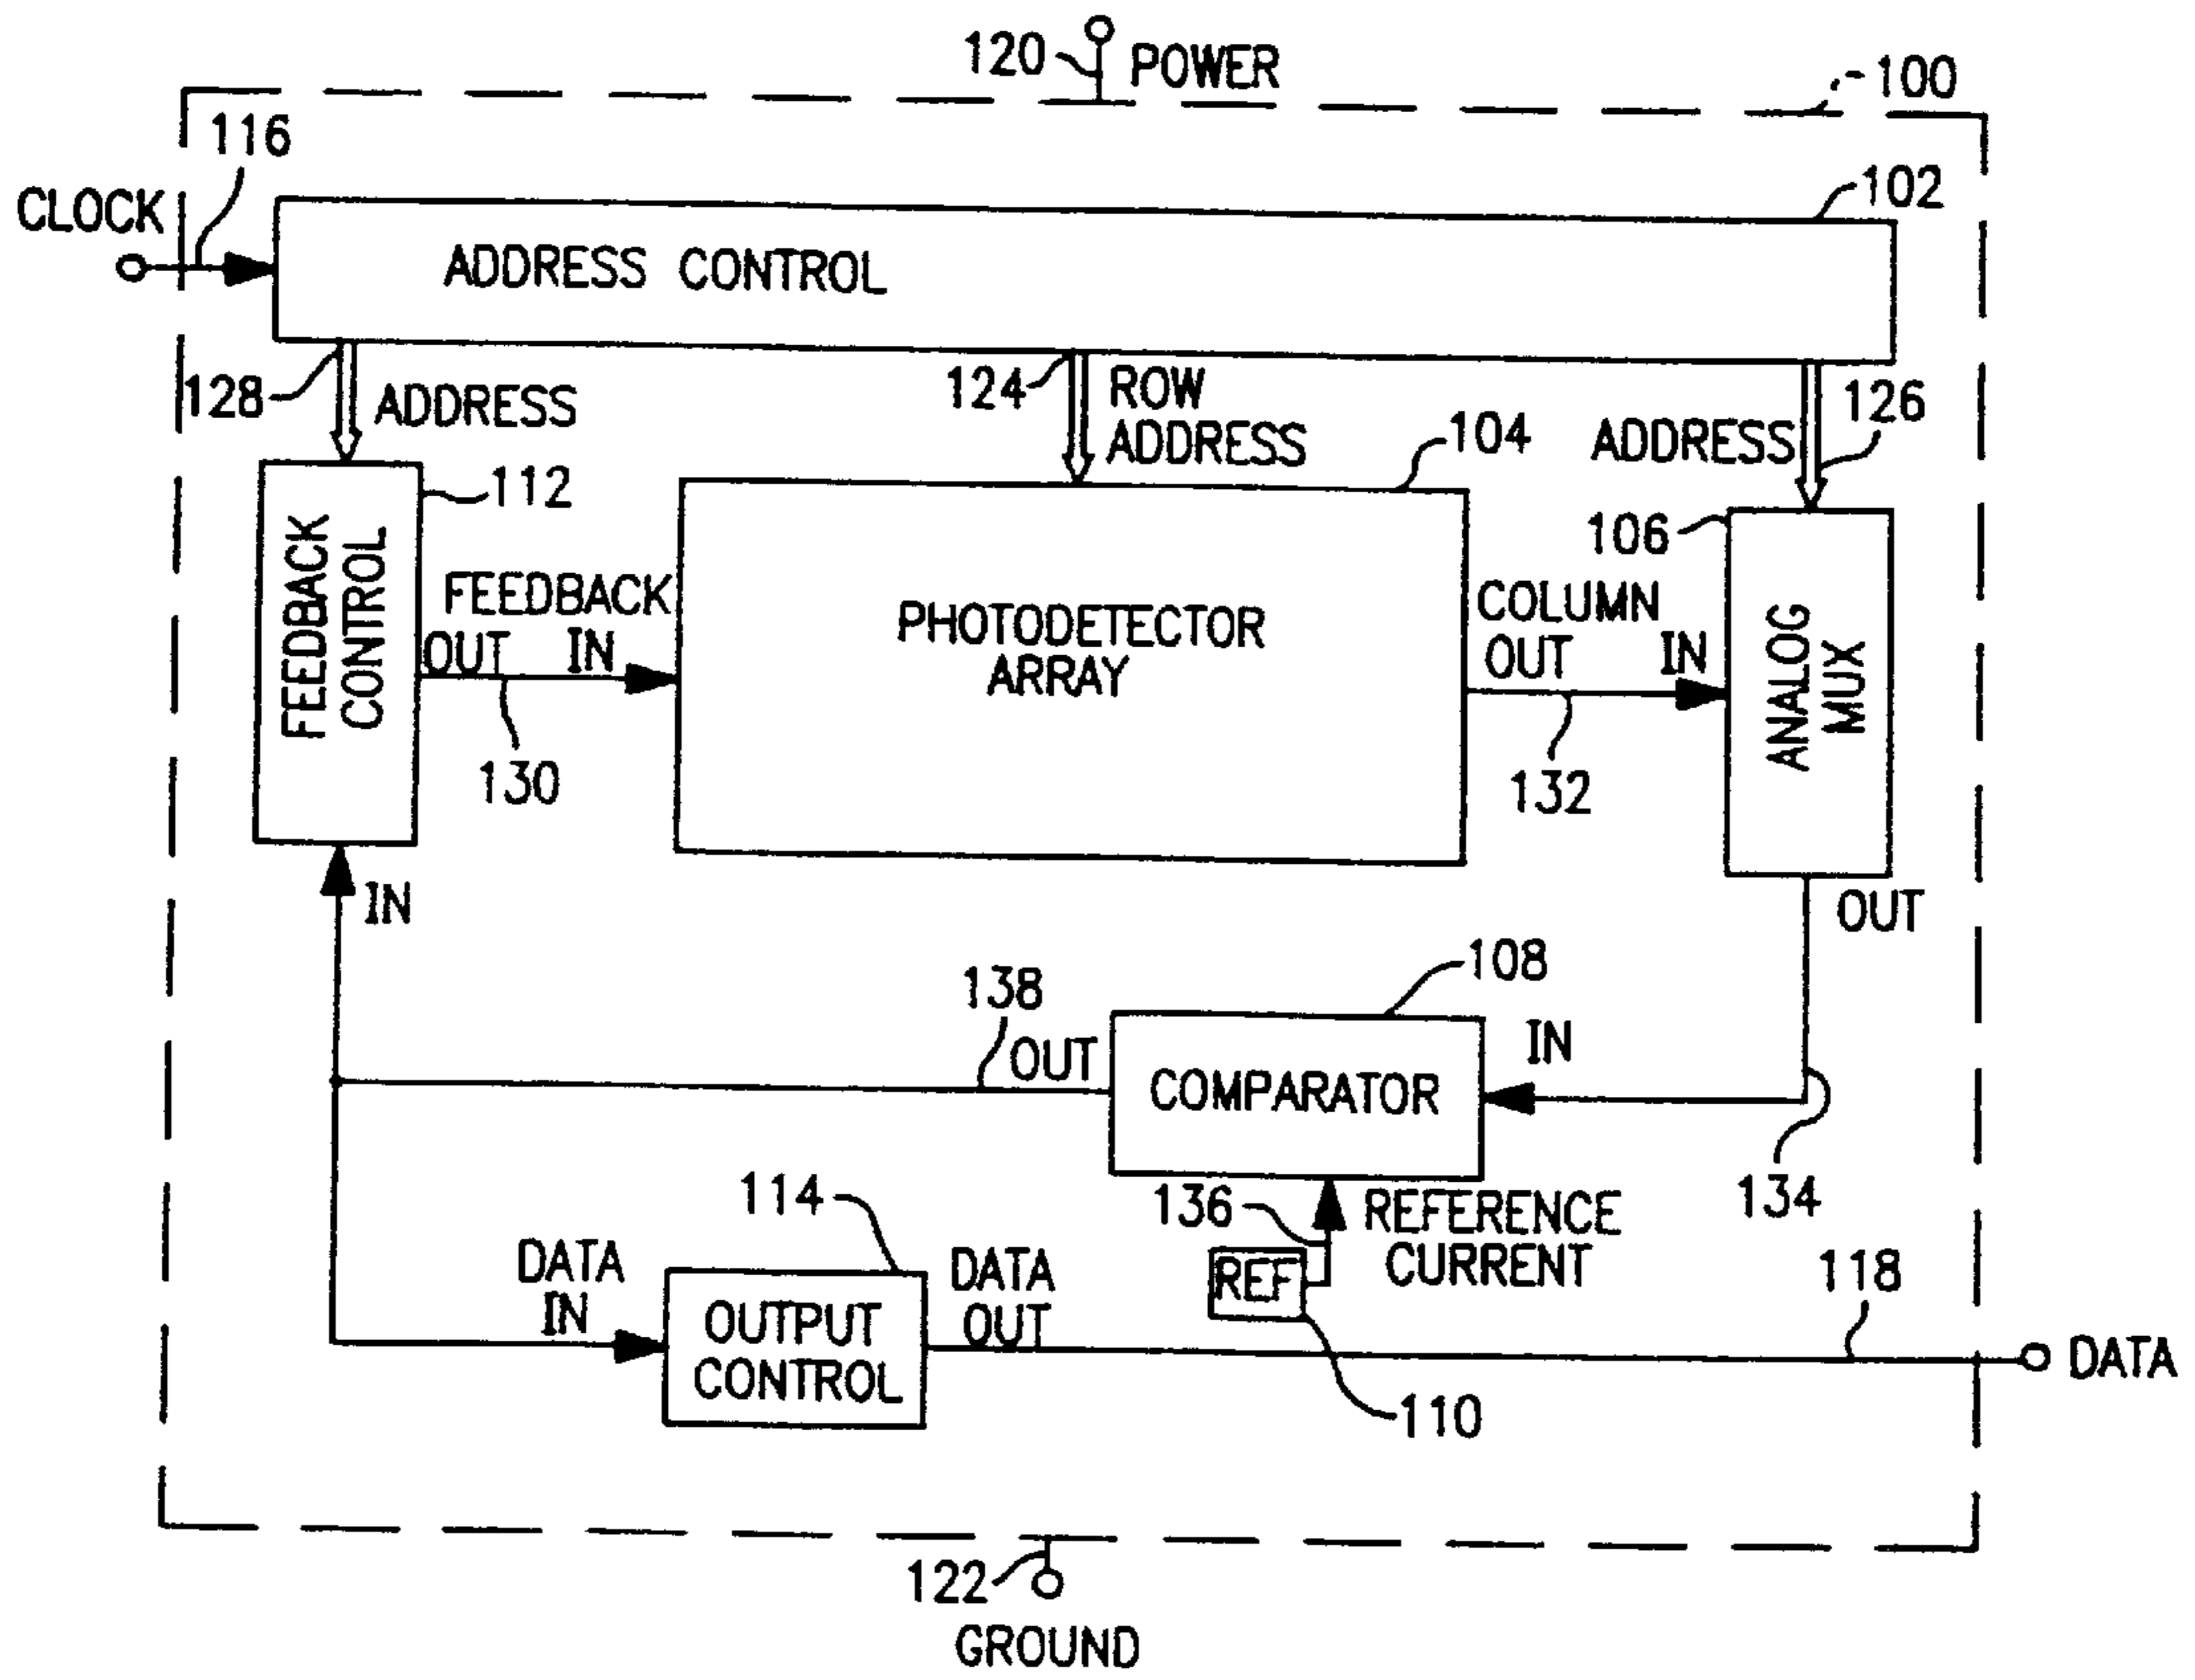 120 POWER
100
116
CLOCK
102
ADDRESS CONTROL
128
ADDRESS
124
ROW
ADDRESS
104
ADDRESS
126
112
106
FEEDBACK
CONTROL
FEEDBACK
OUT IN
130
PHOTODETECTOR
ARRAY
COLUMN
OUT IN
132
ANALOG
MUX
IN
OUT
138
108
OUT
COMPARATOR
IN
134
114
136
REFERENCE
CURRENT
REF
DATA
IN
OUTPUT
CONTROL
DATA
OUT
118
DATA
110
122
GROUND